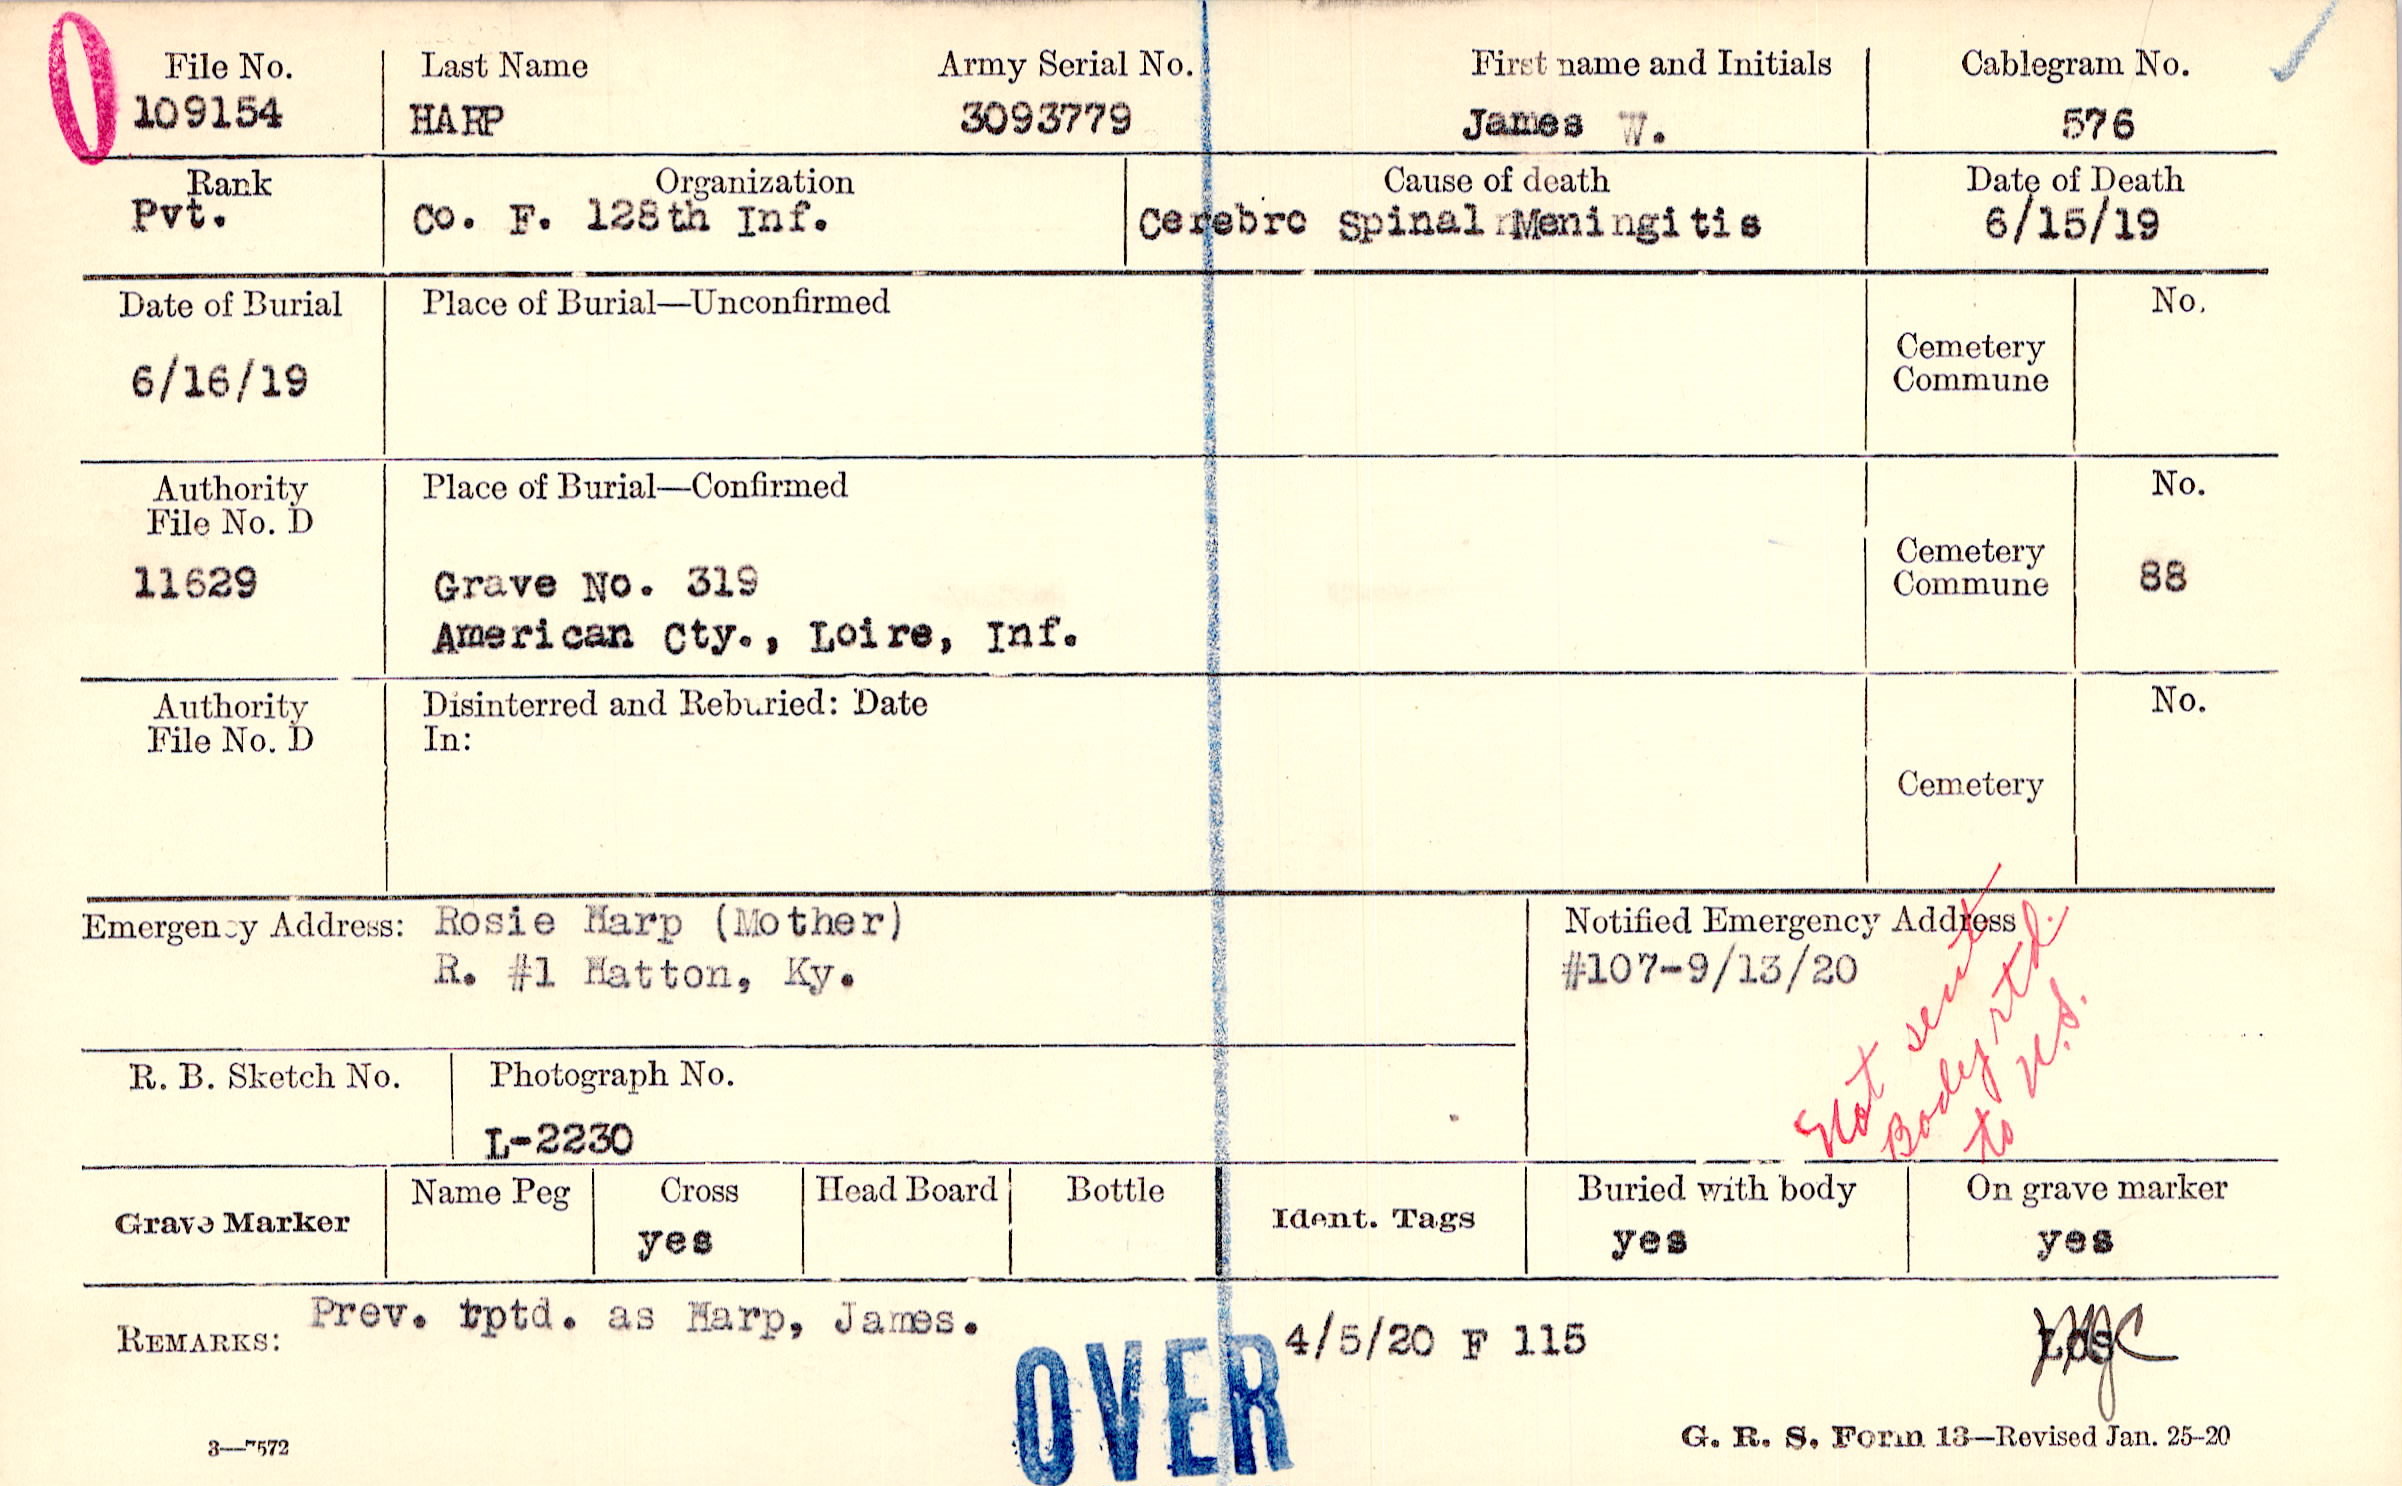 File No. Last Name Army Serial No. First name and Initials Cablegram No.
109154 HARP 3093779 James W. 576
Rank Organization Cause of death Date of Death
Pvt. Co. F. 128th Inf. Cerebro Spinal Meningitis 6/15/19
Date of Burial Place of Burial—Unconfirmed No.
Cemetery
Commune
6/16/19
Authority Place of Burial—Confirmed No.
File No. D
Cemetery
11629 Grave No. 319 Commune 88
American Cty., Loire, Inf.
Authority Disinterred and Reburied: Date No.
File No. D In:
Cemetery
Emergency Address: Rosie Harp (Mother) Notified Emergency Address
R. #1 Hatton, Ky. #107-9/13/20
Not sent
Body rtd.
to U.S.
R. B. Sketch No. Photograph No.
L-2230
Grave Marker Name Peg Cross Head Board Bottle Ident. Tags Buried with body On grave marker
yes yes yes
REMARKS: Prev. rptd. as Harp, James. 4/5/20 F 115
OVER
3—7572 G. R. S. Form 13—Revised Jan. 25-20